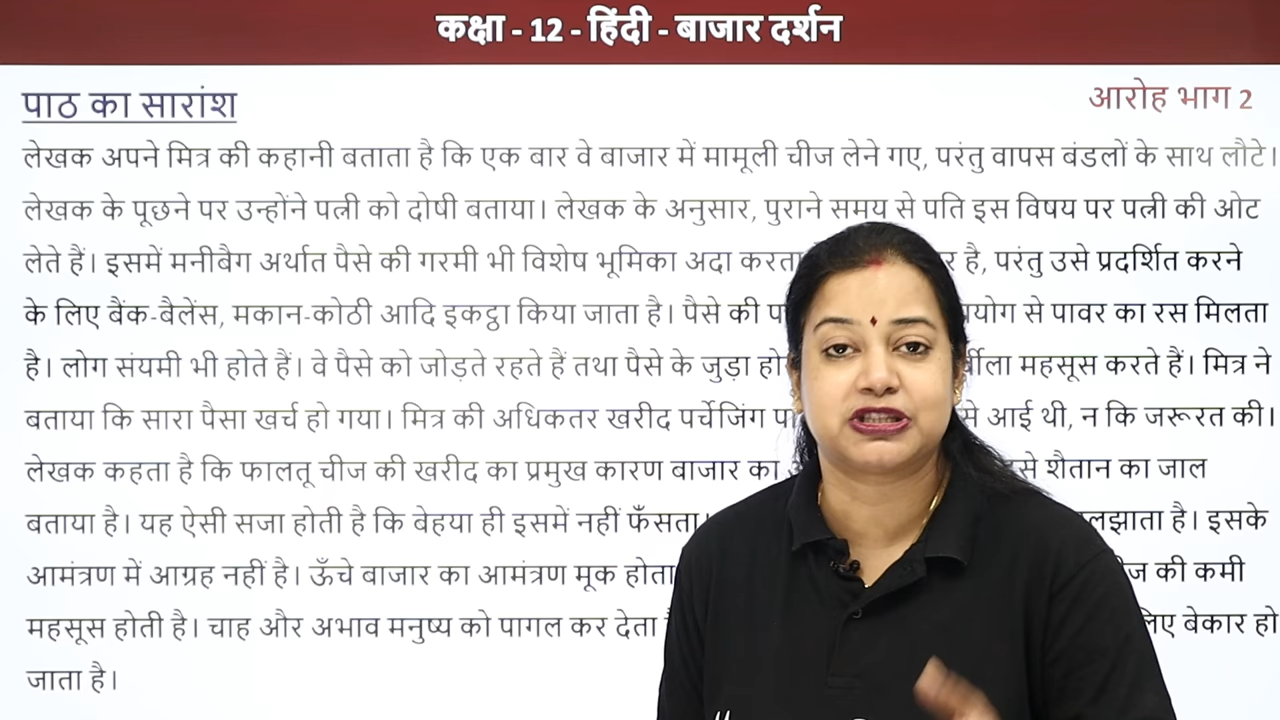 कक्षा - 12 - हिंदी - बाजार दर्शन
पाठ का सारांश
आरोह भाग 2
लेखक अपने मित्र की कहानी बताता है कि एक बार वे बाजार में मामूली चीज लेने गए, परंतु वापस बंडलों के साथ लौटे।
लेखक के पूछने पर उन्होंने पत्नी को दोषी बताया। लेखक के अनुसार, पुराने समय से पति इस विषय पर पत्नी की ओट
लेते हैं। इसमें मनीबैग अर्थात पैसे की गरमी भी विशेष भूमिका अदा करता है, परंतु उसे प्रदर्शित करने
के लिए बैंक-बैलेंस, मकान-कोठी आदि इकट्ठा किया जाता है। पैसे की से पावर का रस मिलता
है। लोग संयमी भी होते हैं। वे पैसे को जोड़ते रहते हैं तथा पैसे के जुड़ा महसूस करते हैं। मित्र ने
बताया कि सारा पैसा खर्च हो गया। मित्र की अधिकतर खरीद पर्चेजिंग से आई थी, न कि जरूरत की।
लेखक कहता है कि फालतू चीज की खरीद का प्रमुख कारण बाजार का शैतान का जाल
बताया है। यह ऐसी सजा होती है कि बेहया ही इसमें नहीं फँसता। है। इसके
आमंत्रण में आग्रह नहीं है। ऊँचे बाजार का आमंत्रण मूक होता की कमी
महसूस होती है। चाह और अभाव मनुष्य को पागल कर देता बेकार हो
जाता है।